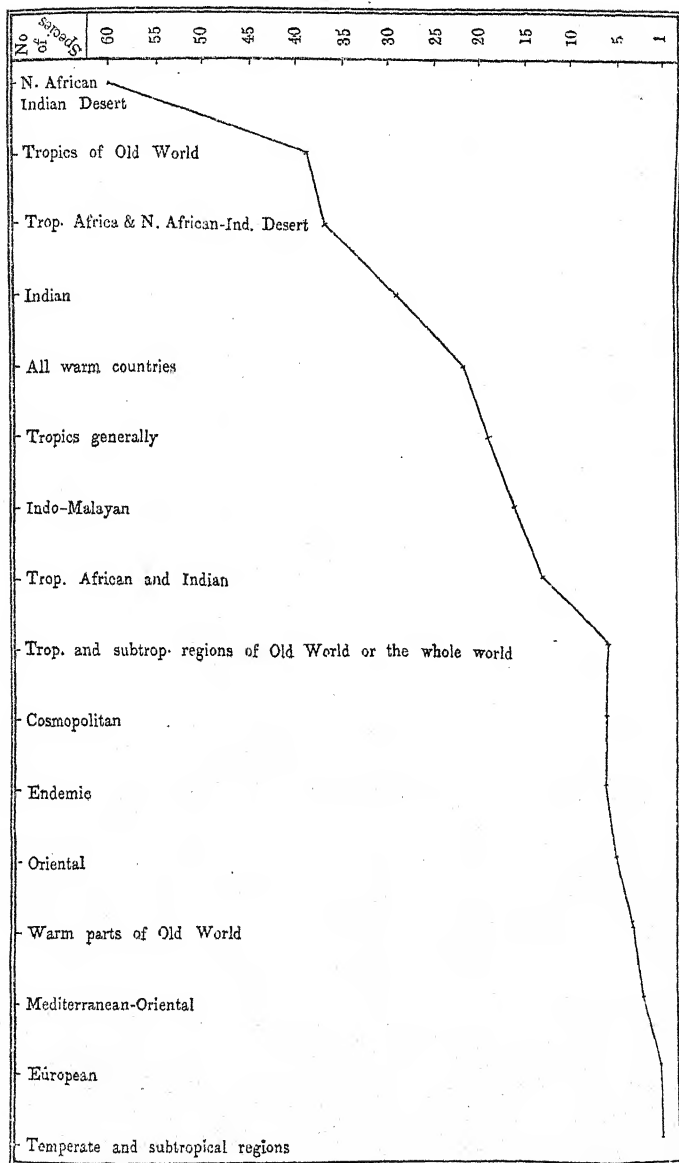 No of Species 60 55 50 45 40 35 30 25 20 15 10 5 1
N. African
Indian Desert
Tropics of Old World
Trop. Africa & N. African-Ind. Desert
Indian
All warm countries
Tropics generally
Indo-Malayan
Trop. African and Indian
Trop. and subtrop. regions of Old World or the whole world
Cosmopolitan
Endemic
Oriental
Warm parts of Old World
Mediterranean-Oriental
European
Temperate and subtropical regions